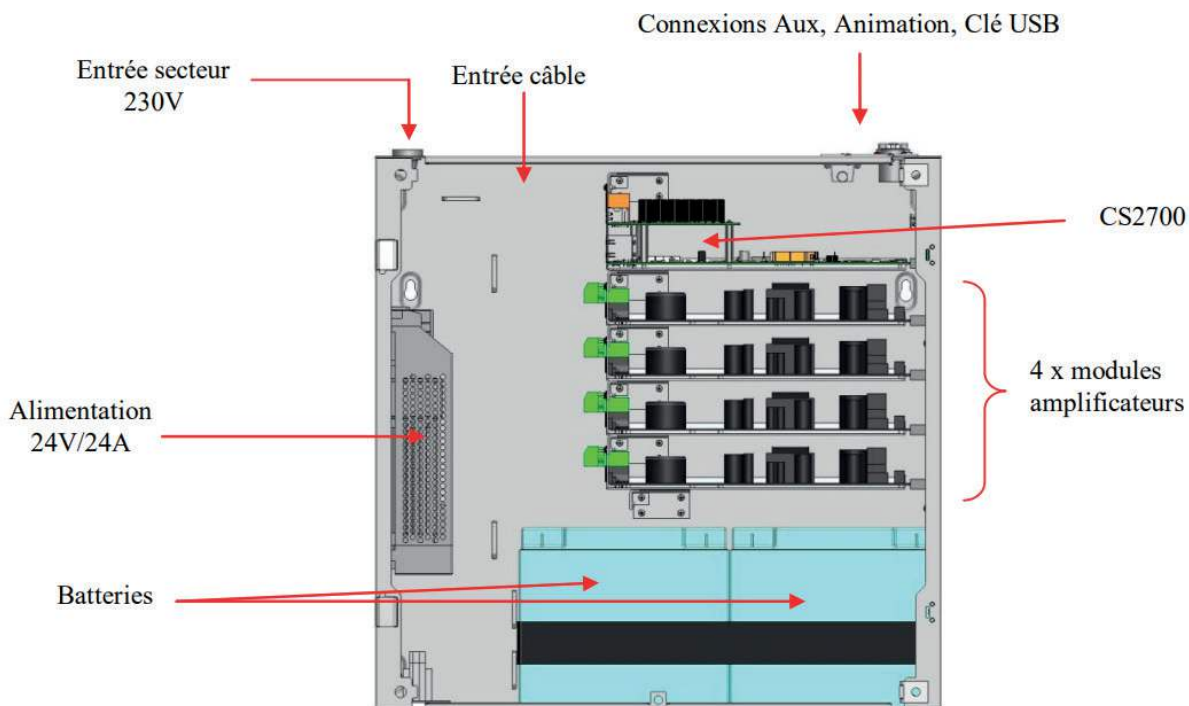 Connexions Aux, Animation, Clé USB
Entrée secteur
230V
Entrée câble
CS2700
4 x modules
amplificateurs
Alimentation
24V/24A
Batteries